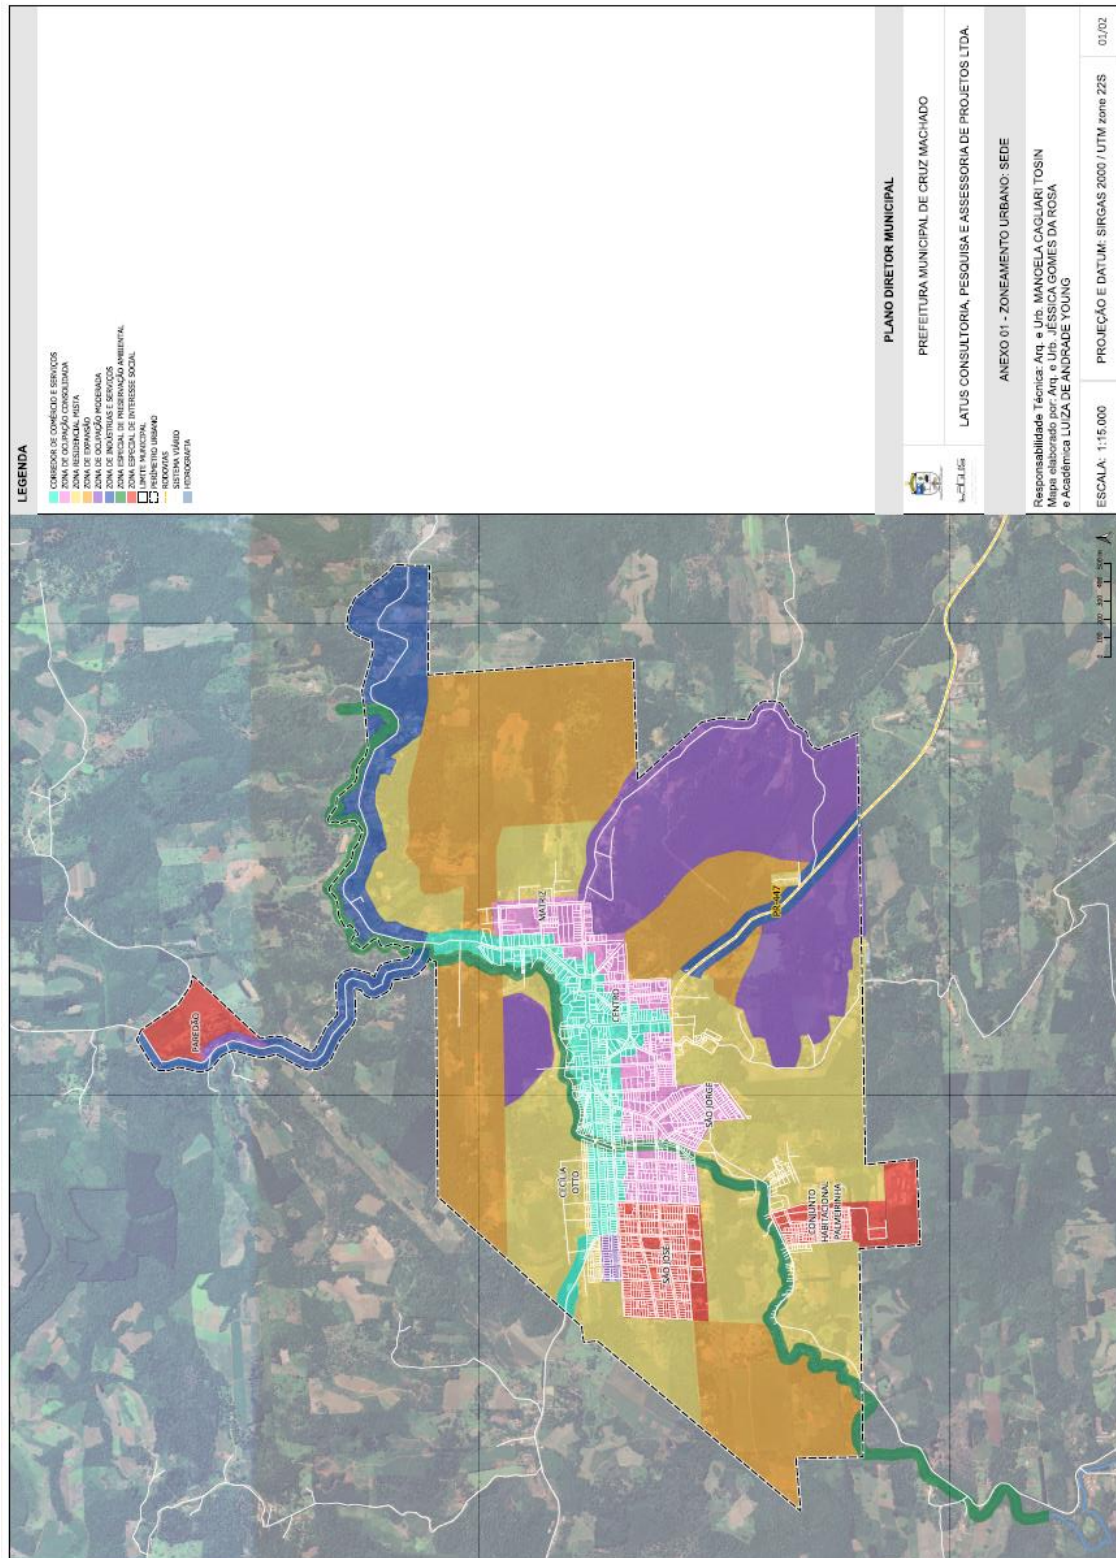 LEGENDA
CORREDOR DE COMÉRCIO E SERVIÇOS
ZONA DE OCUPAÇÃO CONSOLIDADA
ZONA RESIDENCIAL MISTA
ZONA DE EXPANSÃO
ZONA DE OCUPAÇÃO MODERADA
ZONA DE INDÚSTRIAS E SERVIÇOS
ZONA ESPECIAL DE PRESERVAÇÃO AMBIENTAL
ZONA ESPECIAL DE INTERESSE SOCIAL
LIMITE MUNICIPAL
PERÍMETRO URBANO
RODOVIAS
SISTEMA VIÁRIO
HIDROGRAFIA
PLANO DIRETOR MUNICIPAL
PREFEITURA MUNICIPAL DE CRUZ MACHADO
LATUS CONSULTORIA, PESQUISA E ASSESSORIA DE PROJETOS LTDA.
ANEXO 01 - ZONEAMENTO URBANO: SEDE
Responsabilidade Técnica: Arq. e Urb. MANOELA CAGLIARI TOSIN
Mapa elaborado por: Arq. e Urb. JÉSSICA GOMES DA ROSA
e Acadêmica LUIZA DE ANDRADE YOUNG
ESCALA: 1:15.000
PROJEÇÃO E DATUM: SIRGAS 2000 / UTM zone 22S
01/02
PAREDÃO
MATRIZ
CENTRO
PR-447
CECÍLIA
OTTO
SÃO JORGE
SÃO JOSÉ
CONJUNTO
HABITACIONAL
PALMEIRINHA
100 200 300 400 500 m